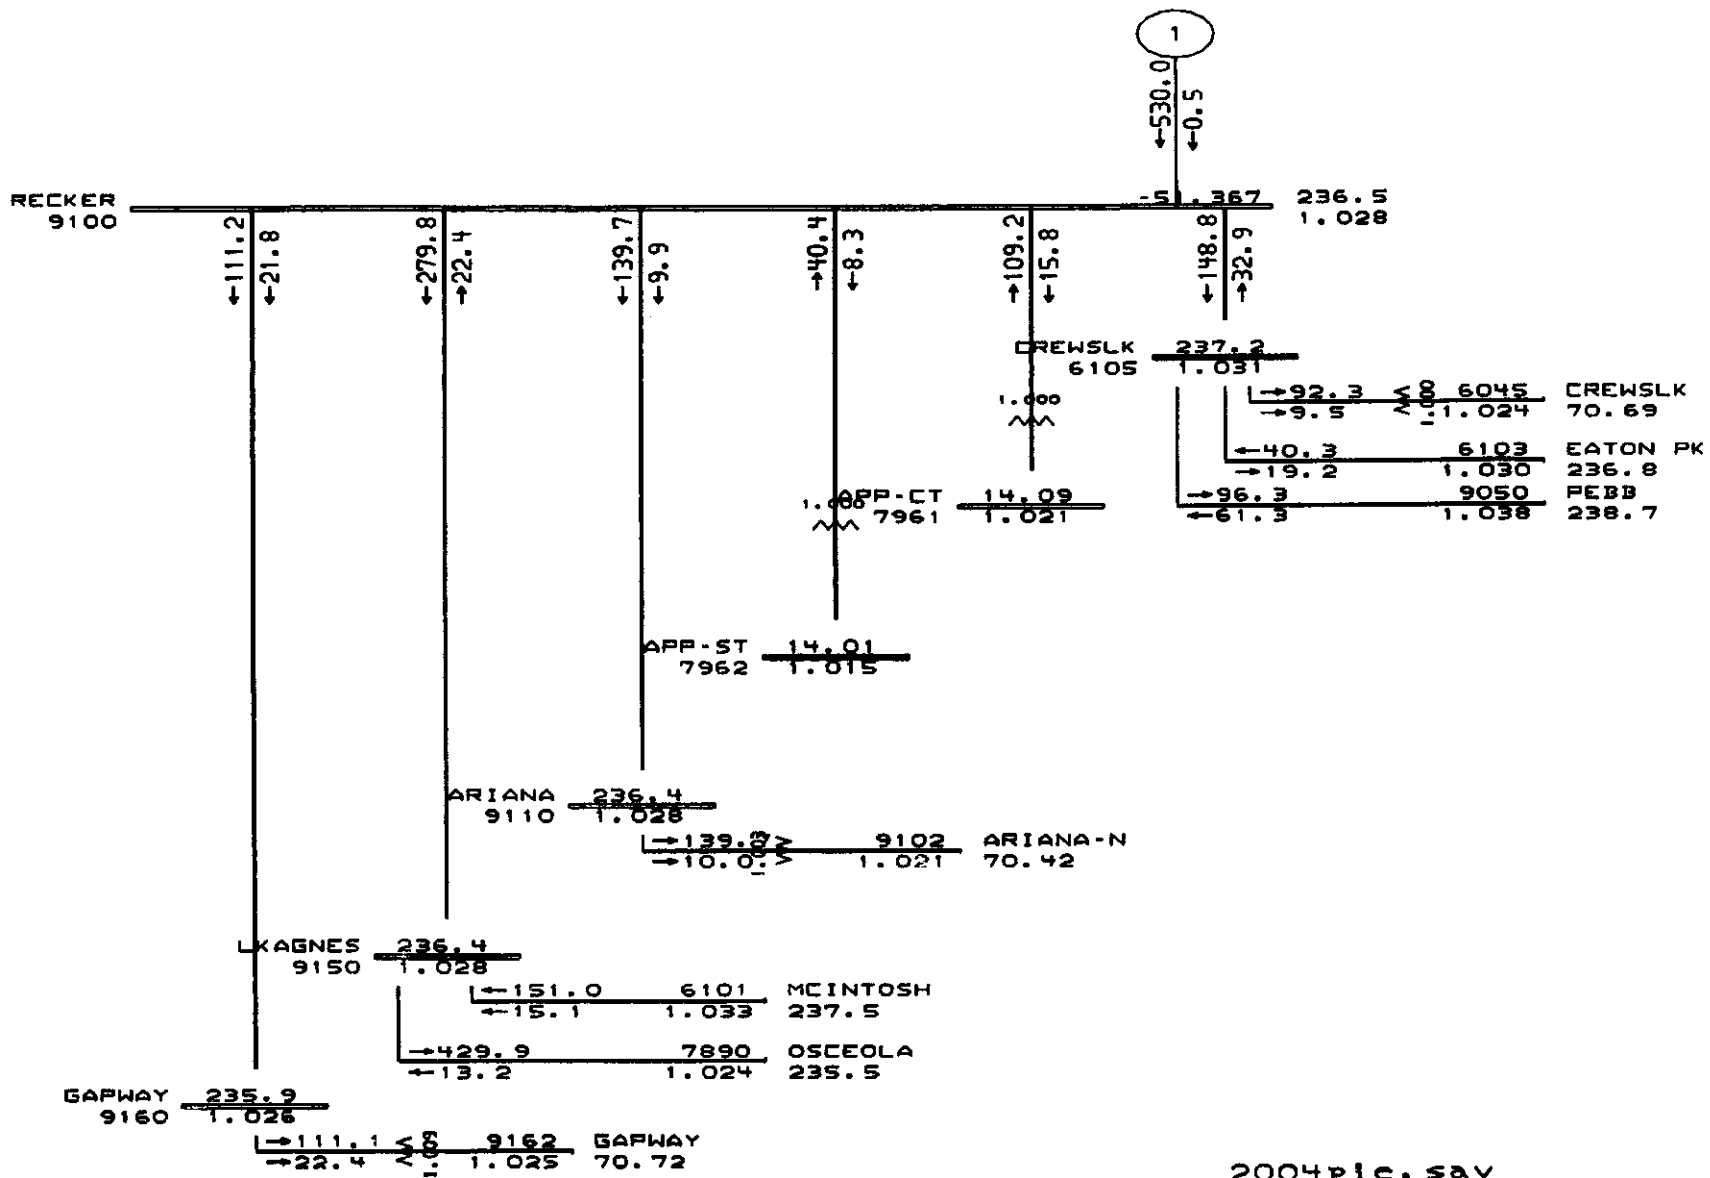 1
←530.0
←0.5
RECKER
9100
236.5
1.028
←111.2
←21.8
←279.8
→22.4
←139.7
←9.9
→40.4
←8.3
→109.2
←15.8
←148.8
→32.9
CREWSLK 237.2
6105 1.031
→92.3 6045 CREWSLK
→9.5 1.024 70.69
←40.3 6103 EATON PK
→19.2 1.030 236.8
→96.3 9050 PEBB
←61.3 1.038 238.7
1.000
APP-CT 14.09
7961 1.021
1.000
APP-ST 14.01
7962 1.015
ARIANA 236.4
9110 1.028
9102 ARIANA-N
→10.0 1.021 70.42
LKAGNES 236.4
9150 1.028
←151.0 6101 MCINTOSH
←15.1 1.033 237.5
→429.9 7890 OSCEOLA
←13.2 1.024 235.5
GAPWAY 235.9
9160 1.026
→111.1 9162 GAPWAY
→22.4 1.025 70.72
1.009
2004pic.sav